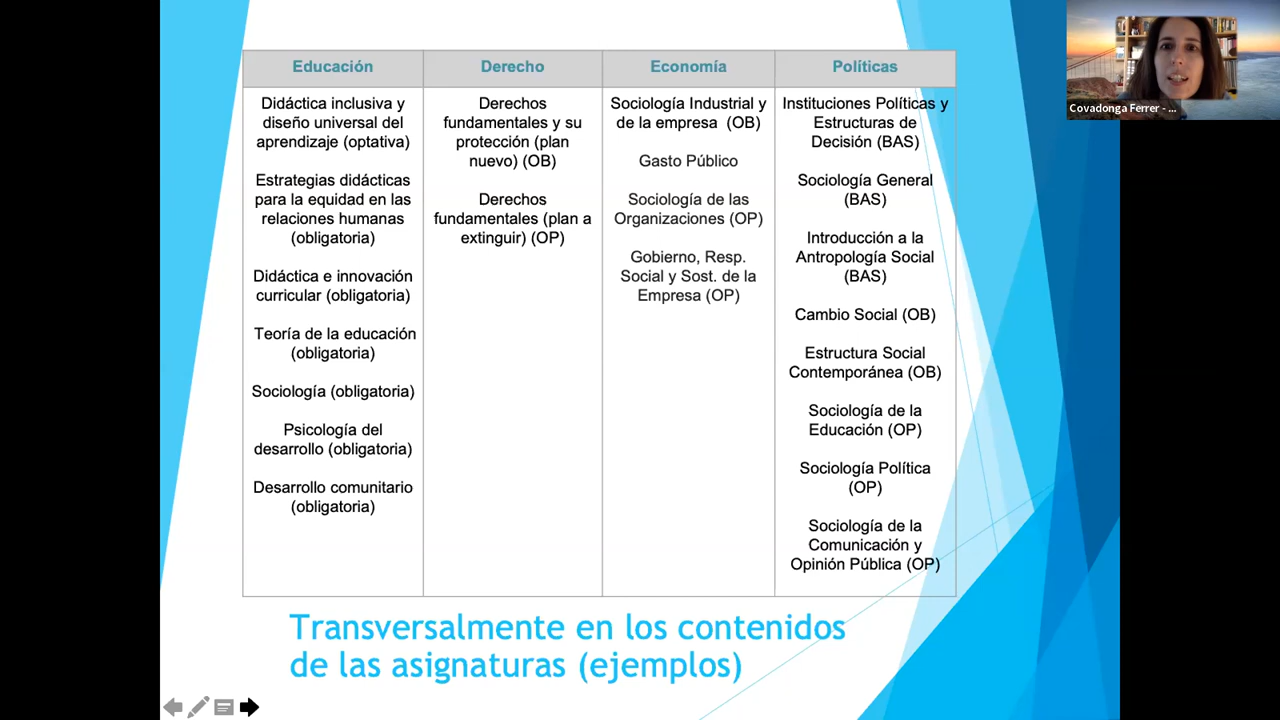 Educación
Derecho
Economía
Políticas
Didáctica inclusiva y
diseño universal del
aprendizaje (optativa)
Estrategias didácticas
para la equidad en las
relaciones humanas
(obligatoria)
Didáctica e innovación
curricular (obligatoria)
Teoría de la educación
(obligatoria)
Sociología (obligatoria)
Psicología del
desarrollo (obligatoria)
Desarrollo comunitario
(obligatoria)
Derechos
fundamentales y su
protección (plan
nuevo) (OB)
Derechos
fundamentales (plan a
extinguir) (OP)
Sociología Industrial y
de la empresa (OB)
Gasto Público
Sociología de las
Organizaciones (OP)
Gobierno, Resp.
Social y Sost. de la
Empresa (OP)
Instituciones Políticas y
Estructuras de
Decisión (BAS)
Sociología General
(BAS)
Introducción a la
Antropología Social
(BAS)
Cambio Social (OB)
Estructura Social
Contemporánea (OB)
Sociología de la
Educación (OP)
Sociología Política
(OP)
Sociología de la
Comunicación y
Opinión Pública (OP)
Transversalmente en los contenidos
de las asignaturas (ejemplos)
Covadonga Ferrer - ...